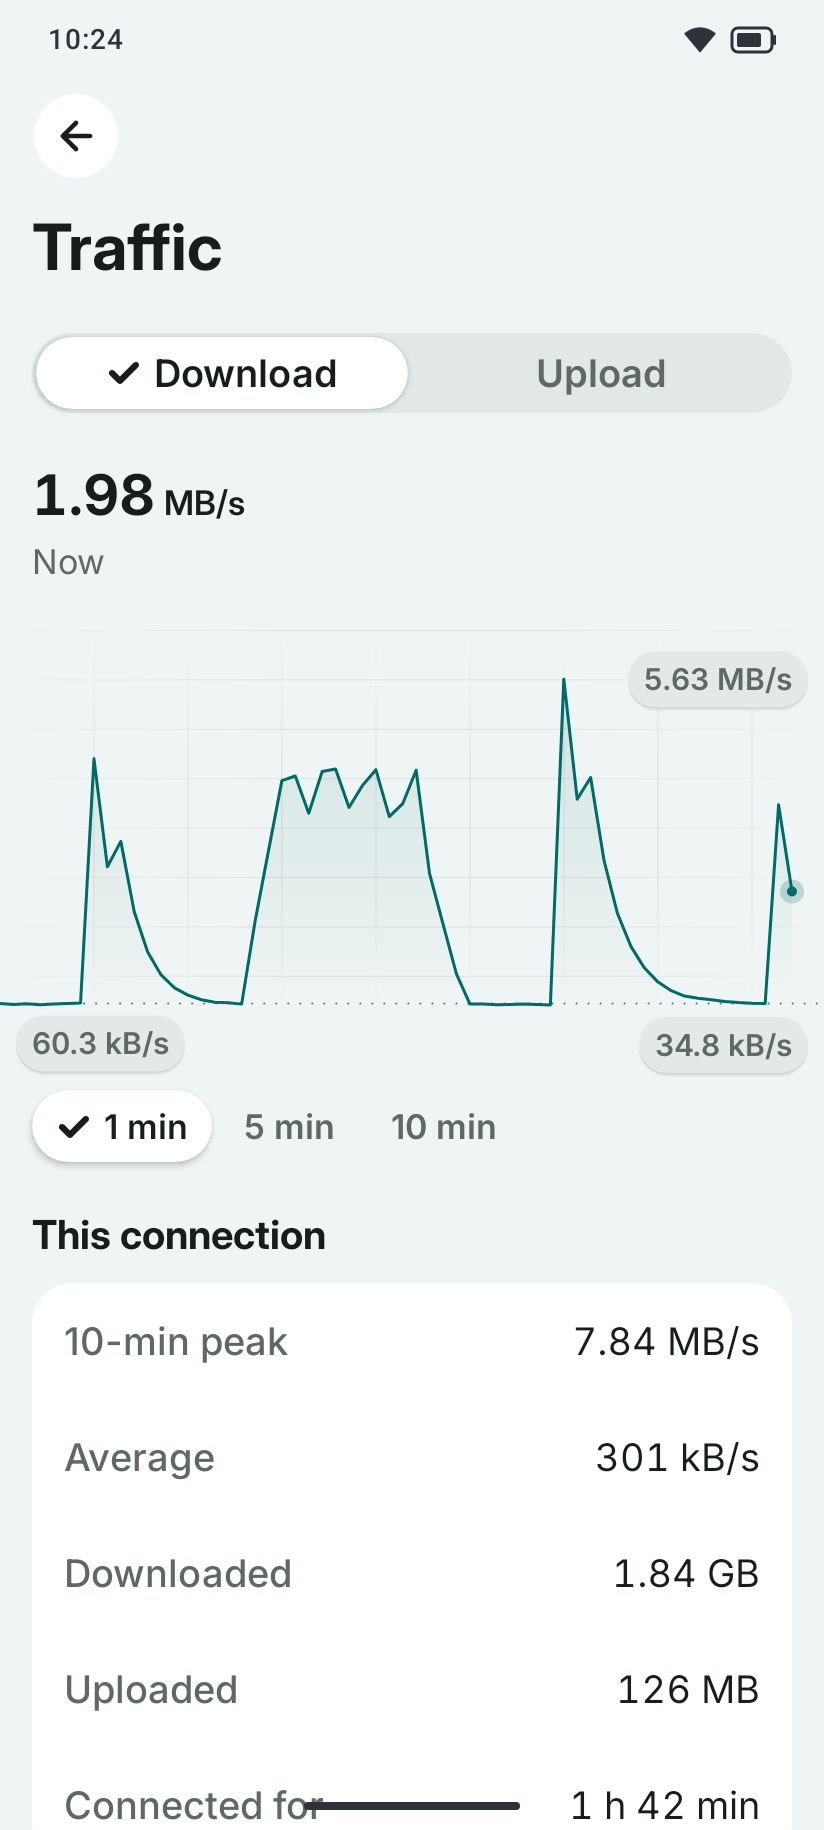 10:24
Traffic
Download
Upload
1.98 MB/s
Now
5.63 MB/s
60.3 kB/s
34.8 kB/s
1 min
5 min
10 min
This connection
10-min peak
7.84 MB/s
Average
301 kB/s
Downloaded
1.84 GB
Uploaded
126 MB
Connected for
1 h 42 min